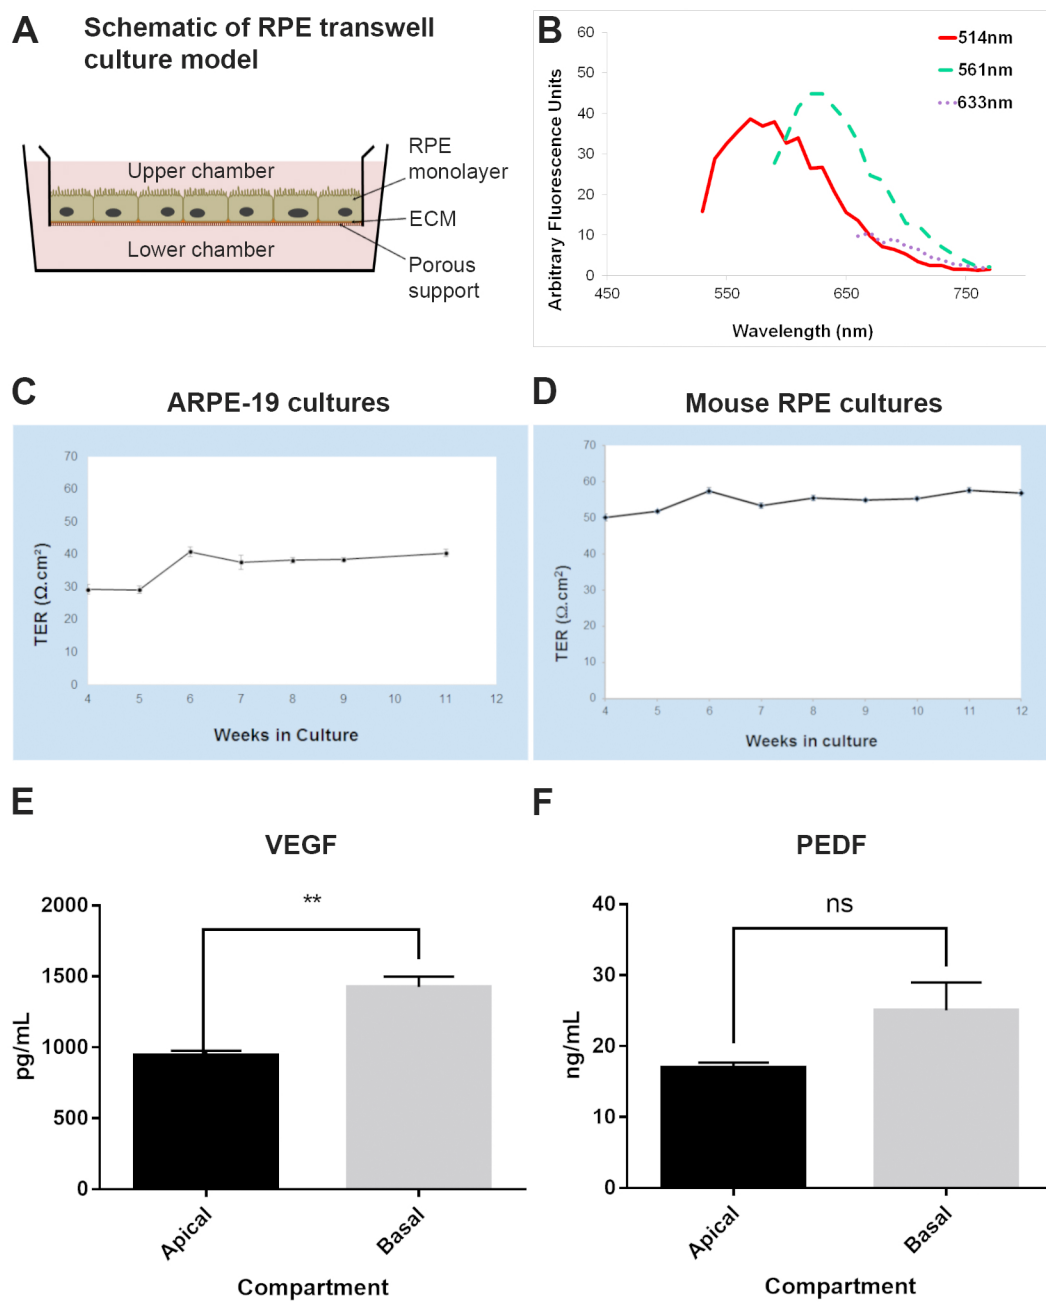 A
Schematic of RPE transwell
culture model
Upper chamber
Lower chamber
RPE
monolayer
ECM
Porous
support
B
Arbitrary Fluorescence Units
60
50
40
30
20
10
0
450
550
650
750
Wavelength (nm)
514nm
561nm
633nm
C
ARPE-19 cultures
TER (Ω.cm²)
70
60
50
40
30
20
10
0
4
5
6
7
8
9
10
11
12
Weeks in Culture
D
Mouse RPE cultures
TER (Ω.cm²)
70
60
50
40
30
20
10
0
4
5
6
7
8
9
10
11
12
Weeks in culture
E
VEGF
**
pg/mL
2000
1500
1000
500
0
Apical
Basal
Compartment
F
PEDF
ns
ng/mL
40
30
20
10
0
Apical
Basal
Compartment